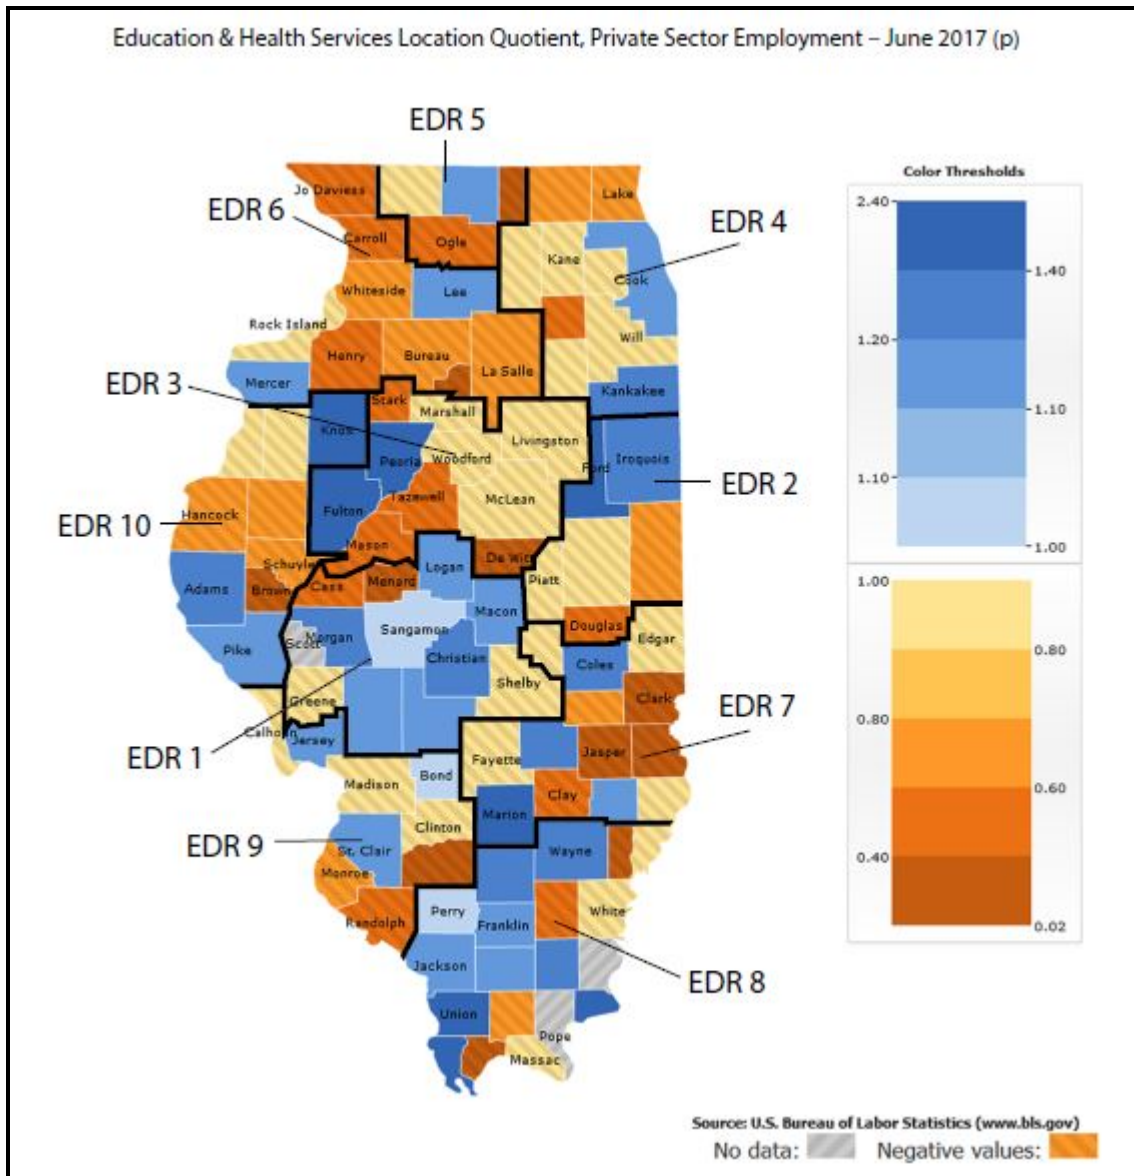 Education & Health Services Location Quotient, Private Sector Employment – June 2017 (p)
EDR 5
Jo Daviess
Lake
Color Thresholds
EDR 6
2.40
EDR 4
Carroll
Ogle
Kane
1.40
Cook
Whiteside
Lee
Rock Island
1.20
Will
Henry
Bureau
La Salle
EDR 3
Mercer
Kankakee
Stark
1.10
Marshall
Knox
Livingston
Peoria
Woodford
Ford
Iroquois
1.10
EDR 2
Tazewell
McLean
Hancock
EDR 10
Fulton
1.00
Mason
De Witt
Schuyler
Logan
Piatt
1.00
Adams
Brown
Cass
Menard
Macon
Douglas
Sangamon
Edgar
Pike
Scott
Morgan
0.80
Christian
Coles
Shelby
Greene
Clark
EDR 7
0.80
Calhoun
Jersey
EDR 1
Fayette
Jasper
Bond
Madison
0.60
Clay
Marion
Clinton
EDR 9
St. Clair
Wayne
0.40
Monroe
Randolph
Perry
White
Franklin
0.02
Jackson
EDR 8
Union
Pope
Massac
Source: U.S. Bureau of Labor Statistics (www.bls.gov)
No data:
Negative values: